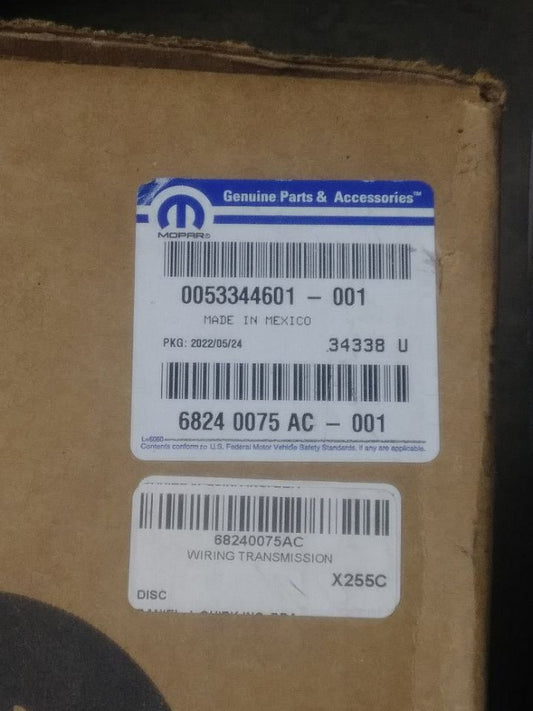 Genuine Parts & Accessories™
MOPAR®
0053344601 - 001
MADE IN MEXICO
PKG: 2022/05/24 34338 U
6824 0075 AC - 001
L=6060
Contents conform to U.S. Federal Motor Vehicle Safety Standards, if any are applicable.
68240075AC
WIRING TRANSMISSION
X255C
DISC